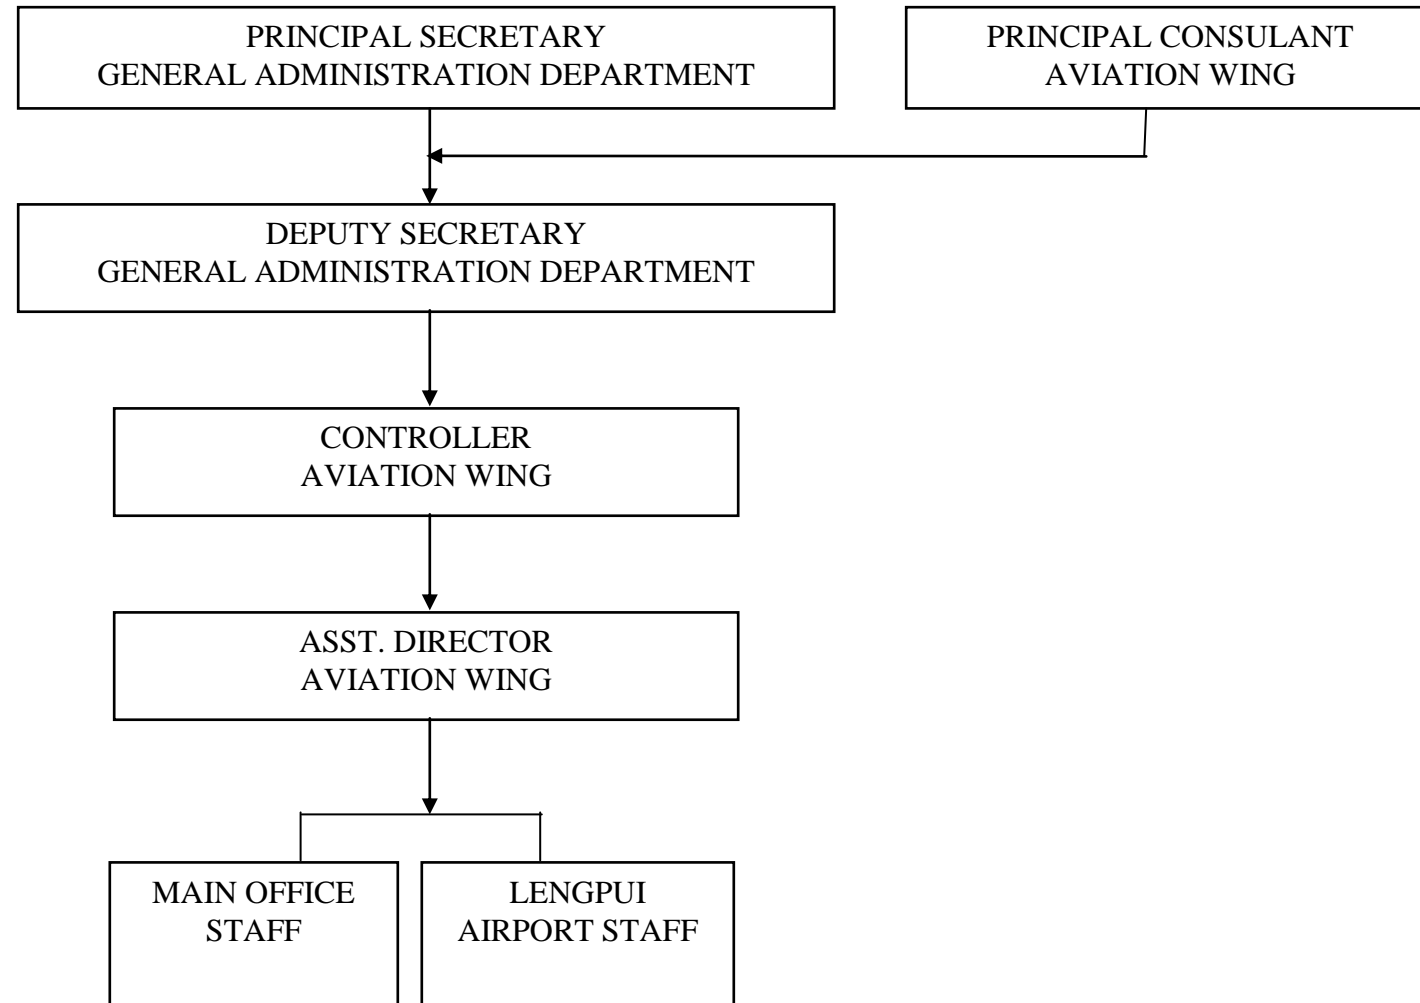 PRINCIPAL SECRETARY
GENERAL ADMINISTRATION DEPARTMENT
PRINCIPAL CONSULANT
AVIATION WING
DEPUTY SECRETARY
GENERAL ADMINISTRATION DEPARTMENT
CONTROLLER
AVIATION WING
ASST. DIRECTOR
AVIATION WING
MAIN OFFICE
STAFF
LENGPUI
AIRPORT STAFF